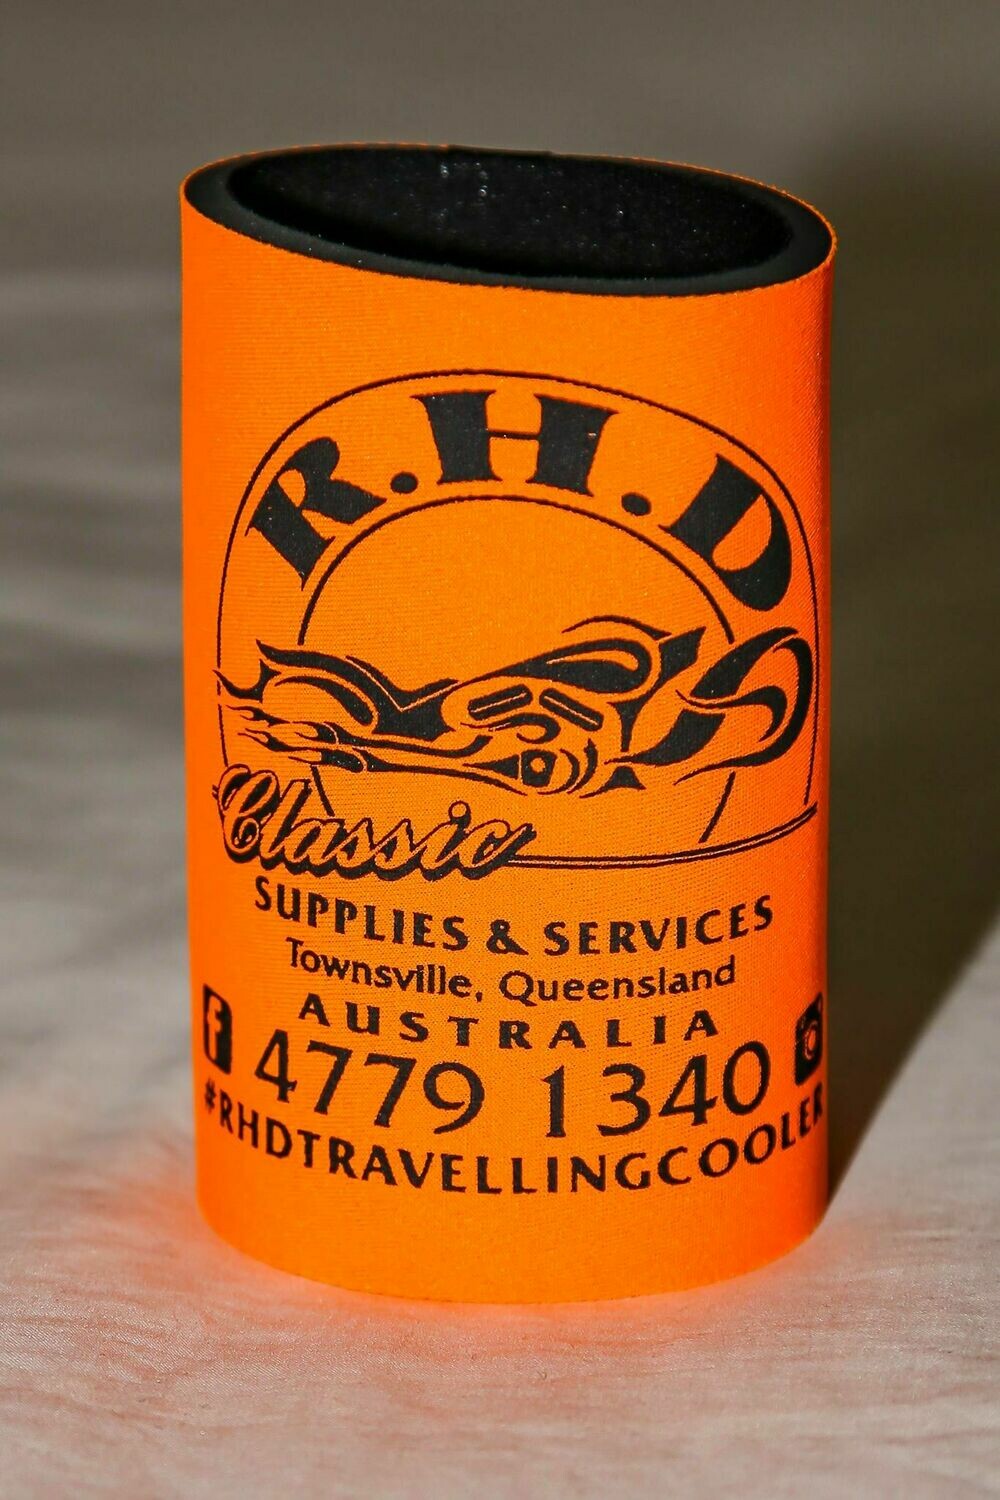 R.H.D
Classic
SUPPLIES & SERVICES
Townsville, Queensland
AUSTRALIA
4779 1340
#RHDTRAVELLINGCOOLER